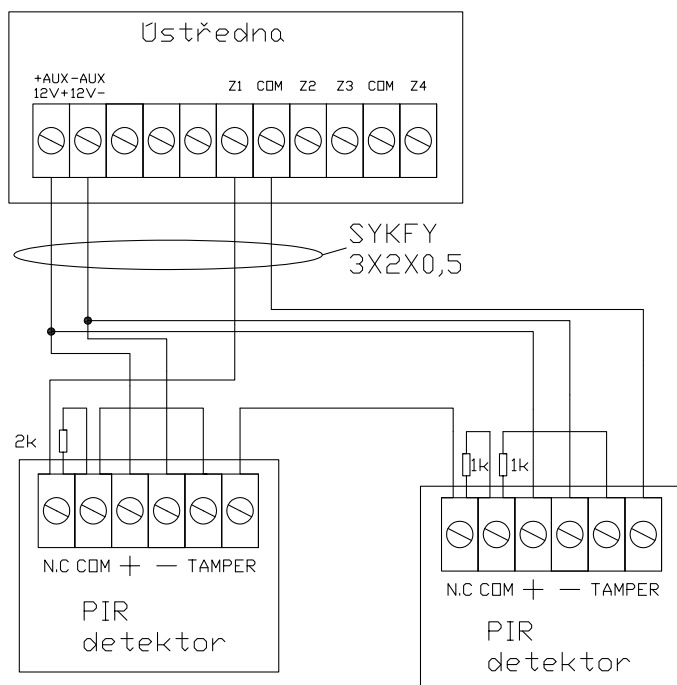 Ústředna
+AUX -AUX
12V+ 12V- Z1 COM Z2 Z3 COM Z4
SYKFY
3X2X0,5
2k
1k 1k
N.C COM + — TAMPER
PIR
detektor
N.C COM + — TAMPER
PIR
detektor